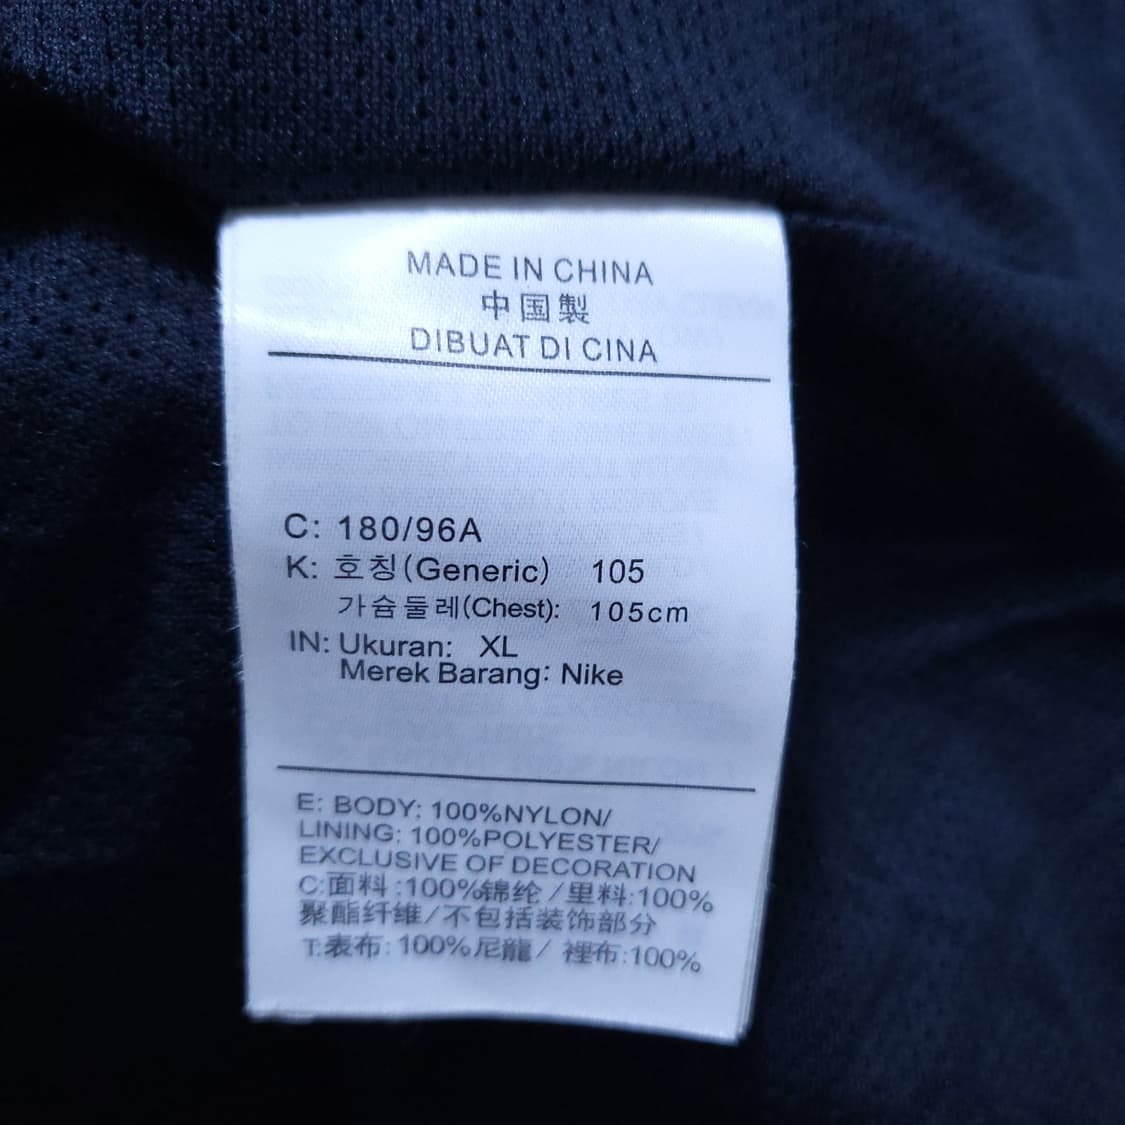 MADE IN CHINA
中国製
DIBUAT DI CINA
C: 180/96A
K: 호칭(Generic) 105
가슴둘레(Chest): 105cm
IN: Ukuran: XL
Merek Barang: Nike
E: BODY: 100%NYLON/
LINING: 100%POLYESTER/
EXCLUSIVE OF DECORATION
C:面料:100%锦纶/里料:100%
聚酯纤维/不包括装饰部分
T:表布:100%尼龍/ 裡布:100%